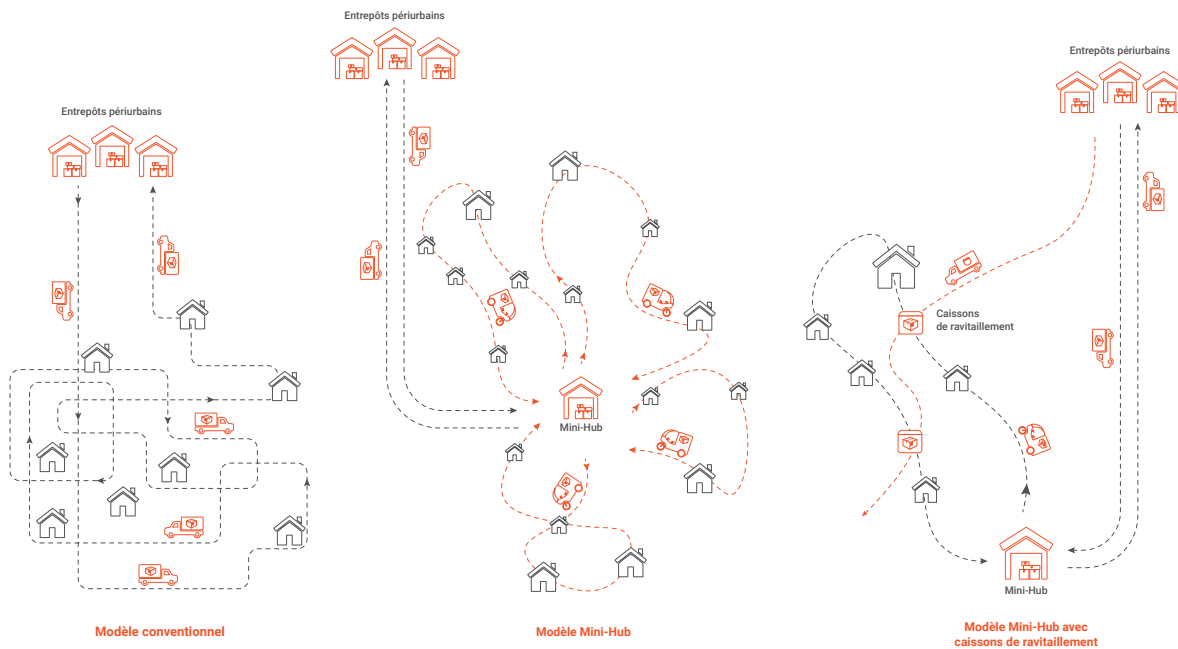 Entrepôts périurbains
Modèle conventionnel
Entrepôts périurbains
Mini-Hub
Modèle Mini-Hub
Entrepôts périurbains
Caissons
de ravitaillement
Mini-Hub
Modèle Mini-Hub avec
caissons de ravitaillement